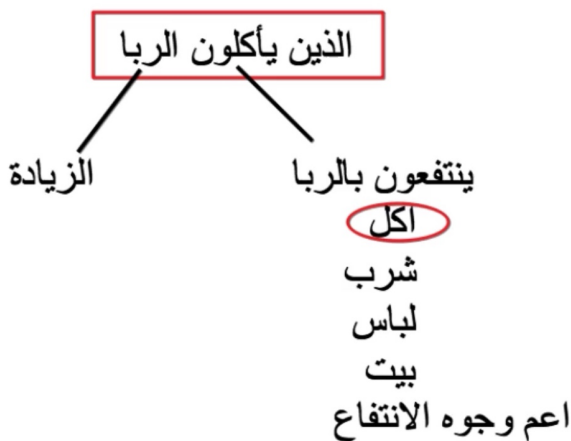 الذين يأكلون الربا
ينتفعون بالربا
الزيادة
اكل
شرب
لباس
بيت
اعم وجوه الانتفاع